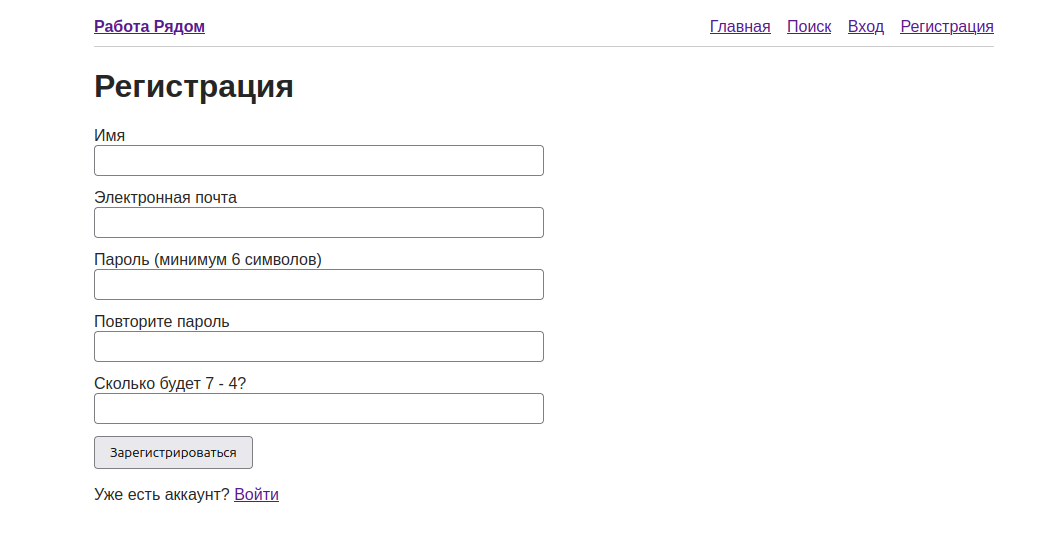 Работа Рядом Главная Поиск Вход Регистрация
Регистрация
Имя
Электронная почта
Пароль (минимум 6 символов)
Повторите пароль
Сколько будет 7 - 4?
Зарегистрироваться
Уже есть аккаунт? Войти